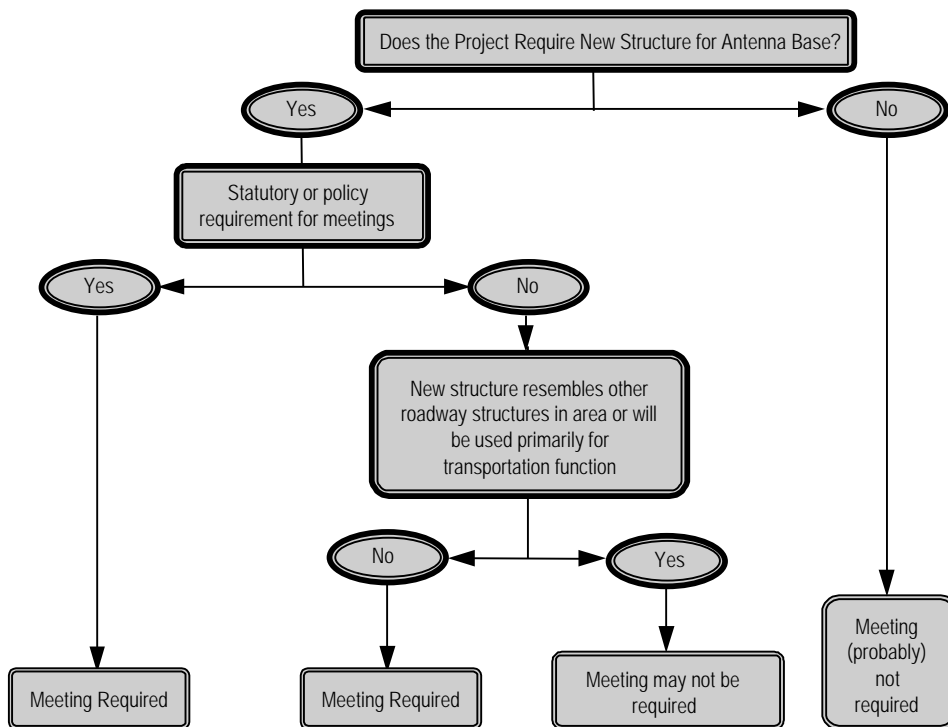 Does the Project Require New Structure for Antenna Base?
Yes
No
Statutory or policy
requirement for meetings
Yes
No
New structure resembles other
roadway structures in area or will
be used primarily for
transportation function
No
Yes
Meeting Required
Meeting Required
Meeting may not be
required
Meeting
(probably)
not
required